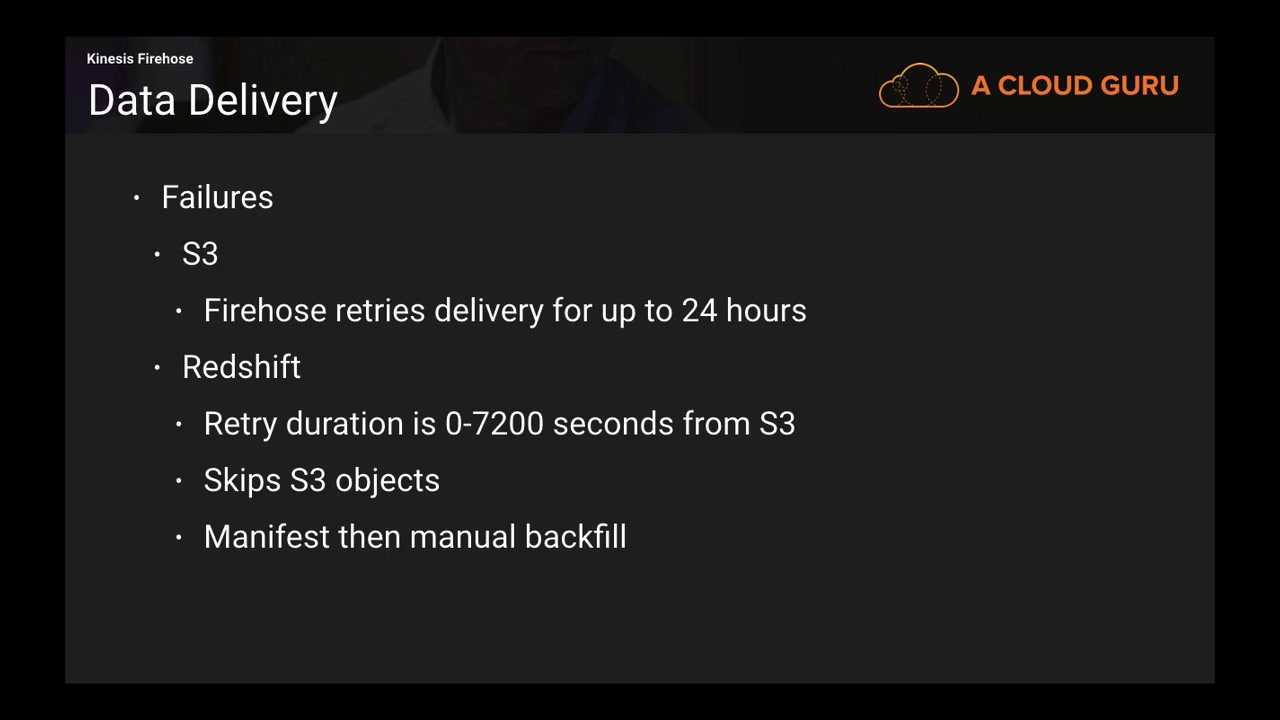 Kinesis Firehose
Data Delivery
A CLOUD GURU
• Failures
• S3
• Firehose retries delivery for up to 24 hours
• Redshift
• Retry duration is 0-7200 seconds from S3
• Skips S3 objects
• Manifest then manual backfill